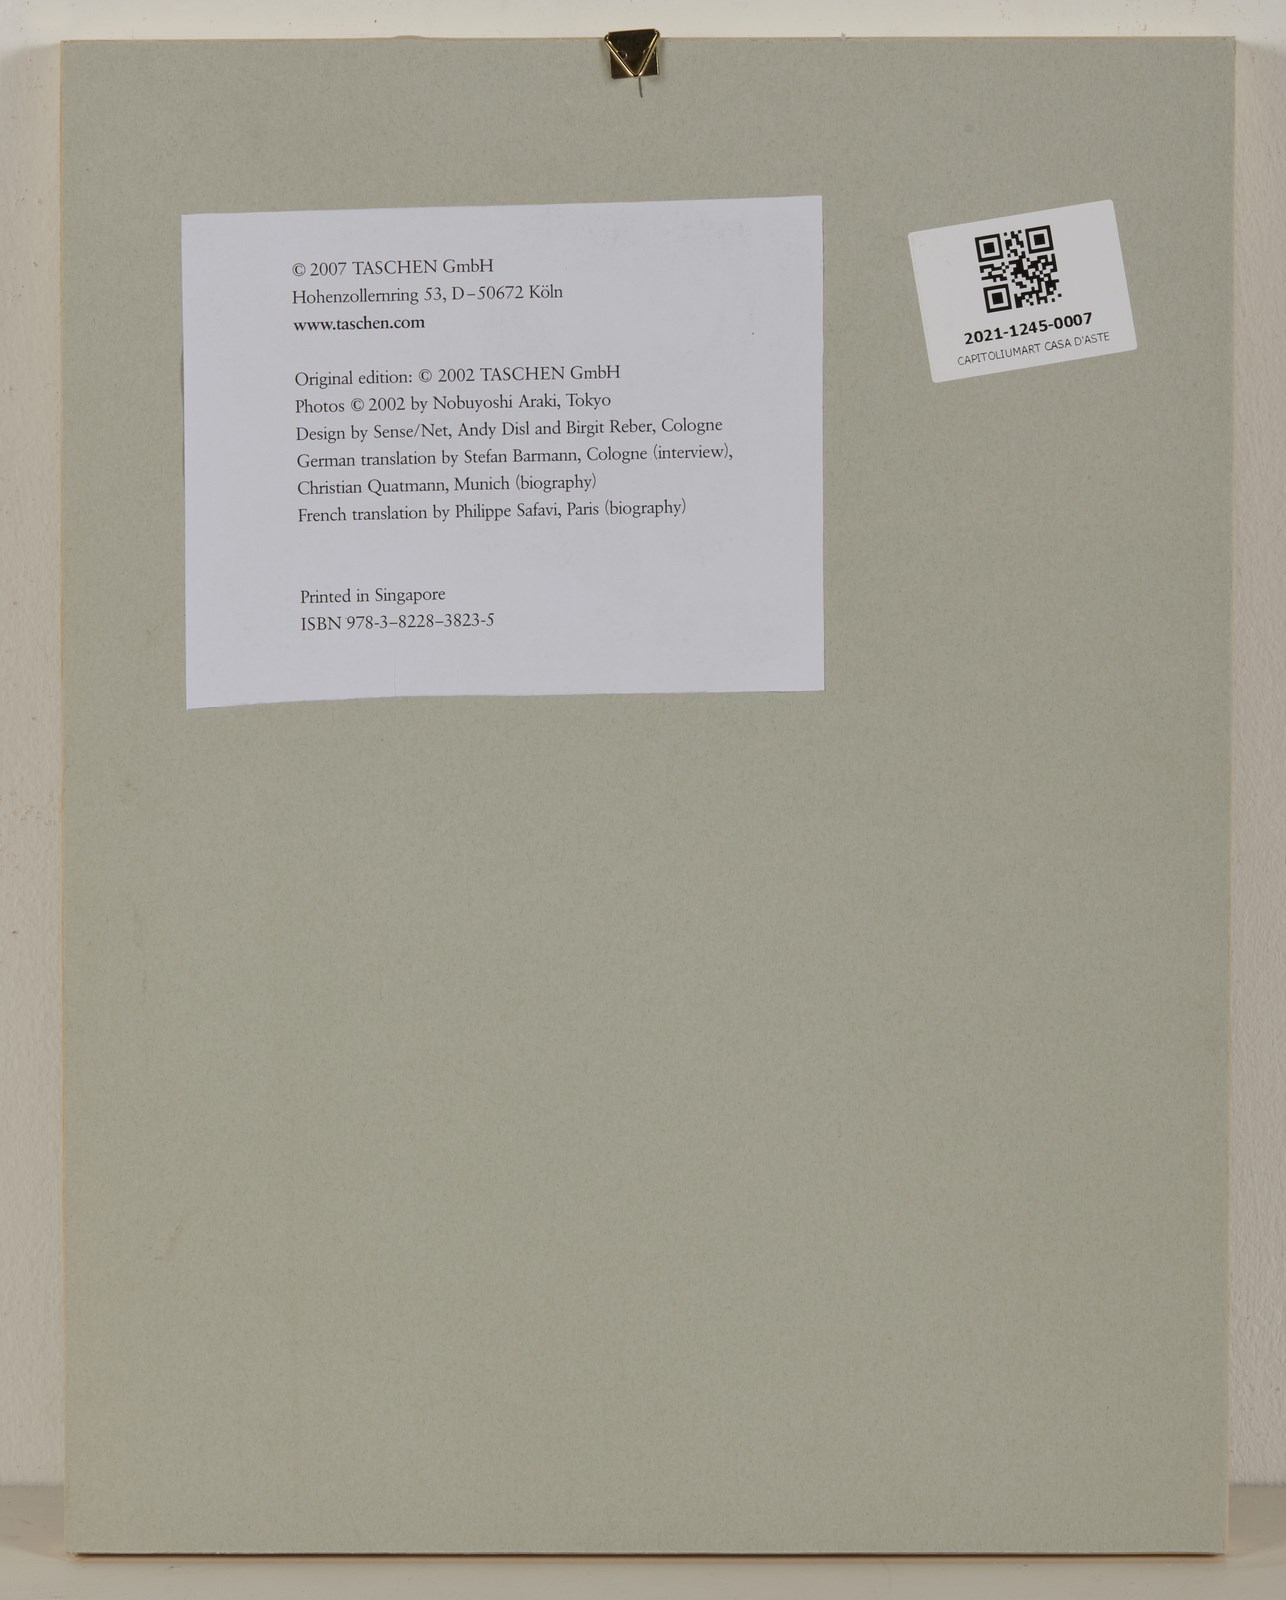 © 2007 TASCHEN GmbH
Hohenzollernring 53, D–50672 Köln
www.taschen.com
Original edition: © 2002 TASCHEN GmbH
Photos © 2002 by Nobuyoshi Araki, Tokyo
Design by Sense/Net, Andy Disl and Birgit Reber, Cologne
German translation by Stefan Barmann, Cologne (interview),
Christian Quatmann, Munich (biography)
French translation by Philippe Safavi, Paris (biography)
Printed in Singapore
ISBN 978-3–8228–3823-5
2021-1245-0007
CAPITOLIUMART CASA D'ASTE